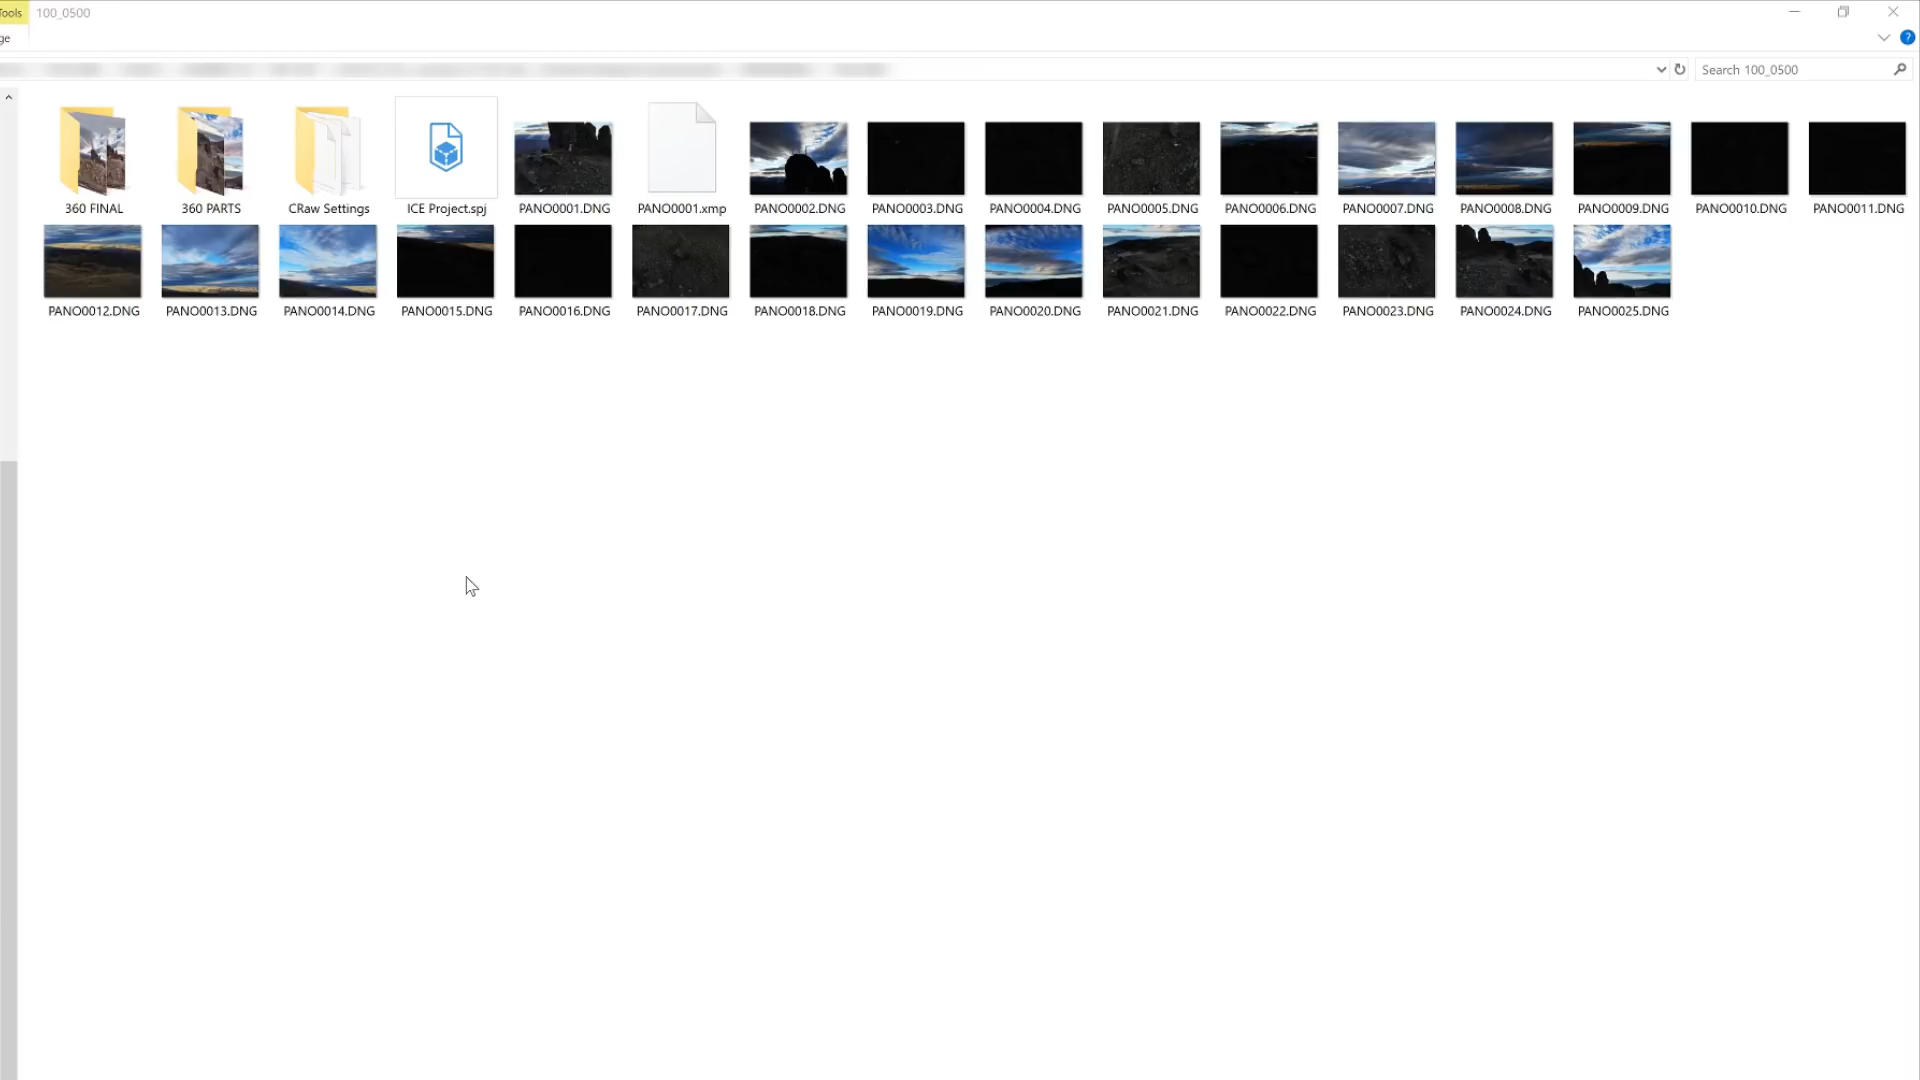 Tools 100_0500
ge
Search 100_0500
360 FINAL 360 PARTS CRaw Settings ICE Project.spj PANO0001.DNG PANO0001.xmp PANO0002.DNG PANO0003.DNG PANO0004.DNG PANO0005.DNG PANO0006.DNG PANO0007.DNG PANO0008.DNG PANO0009.DNG PANO0010.DNG PANO0011.DNG
PANO0012.DNG PANO0013.DNG PANO0014.DNG PANO0015.DNG PANO0016.DNG PANO0017.DNG PANO0018.DNG PANO0019.DNG PANO0020.DNG PANO0021.DNG PANO0022.DNG PANO0023.DNG PANO0024.DNG PANO0025.DNG